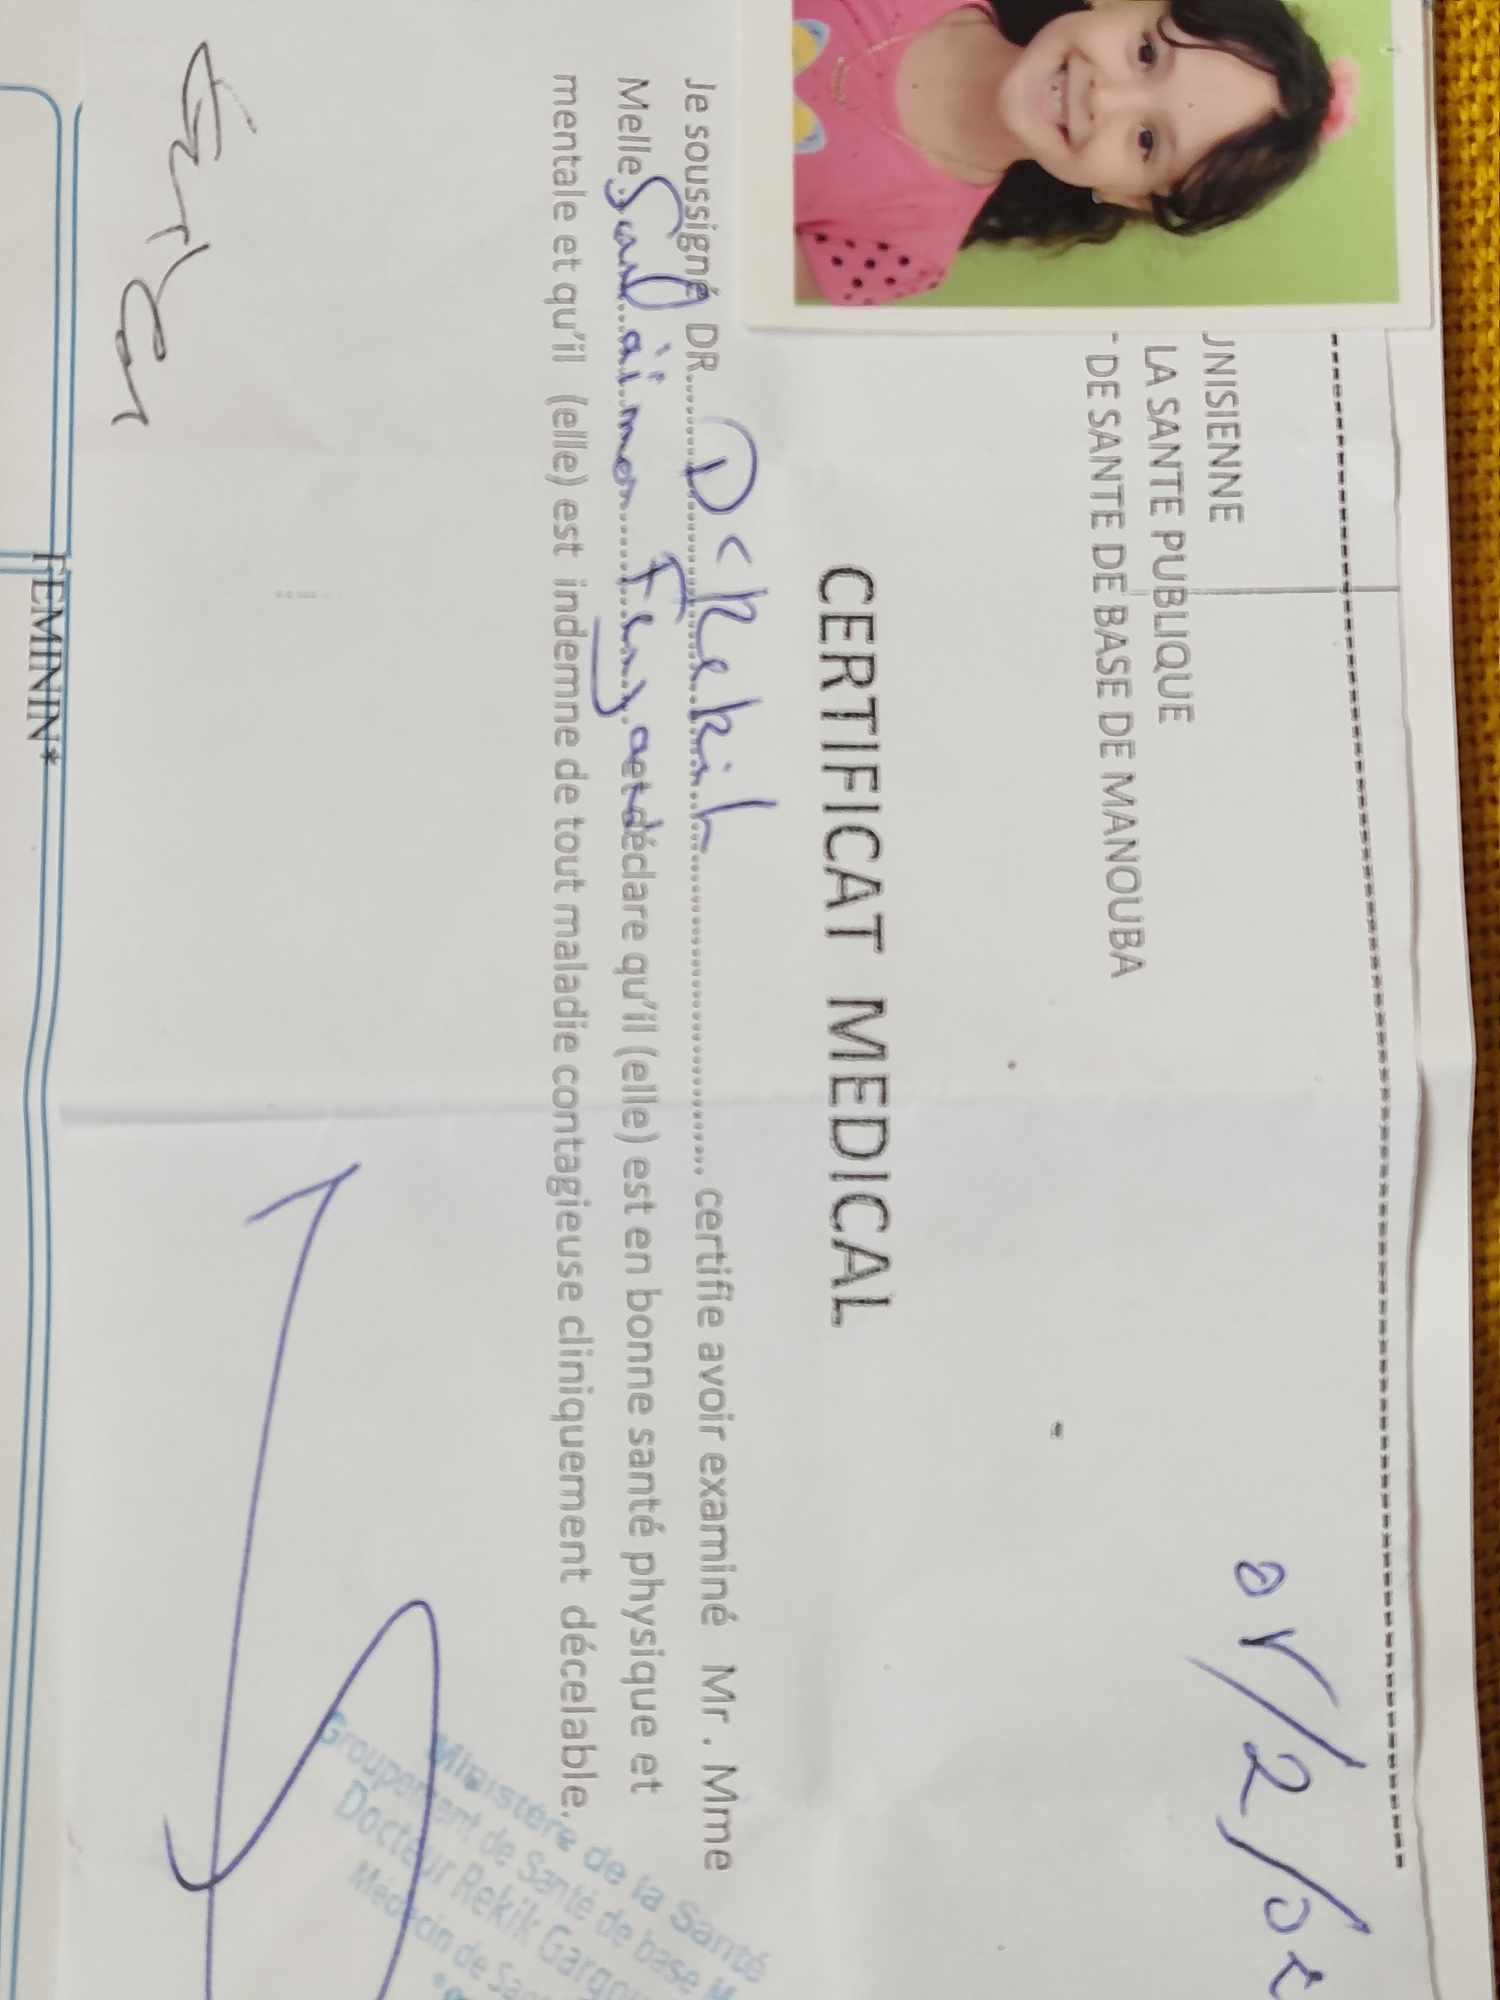 UNISIENNE
LA SANTE PUBLIQUE
DE SANTE DE BASE DE MANOUBA
CERTIFICAT MEDICAL
Je soussigné DR............ certifie avoir examiné Mr. Mme
Melle Sulaïman et déclare qu'il (elle) est en bonne santé physique et
mentale et qu'il (elle) est indemne de tout maladie contagieuse cliniquement décelable.
Ministère de la Santé
Groupement de Santé de base
Docteur Rekik
Médecin de
FEMININ*